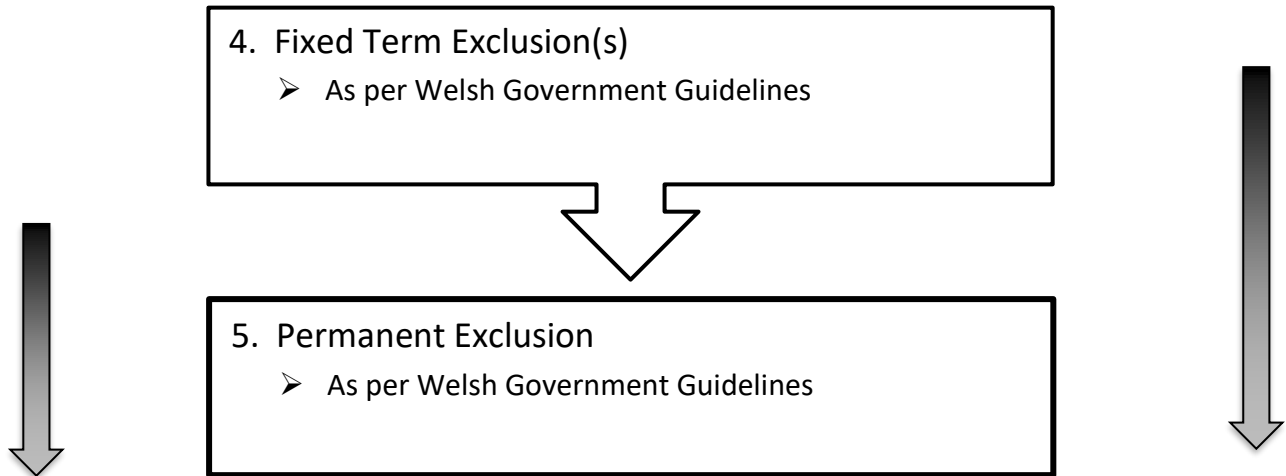 4. Fixed Term Exclusion(s)
➢ As per Welsh Government Guidelines
5. Permanent Exclusion
➢ As per Welsh Government Guidelines